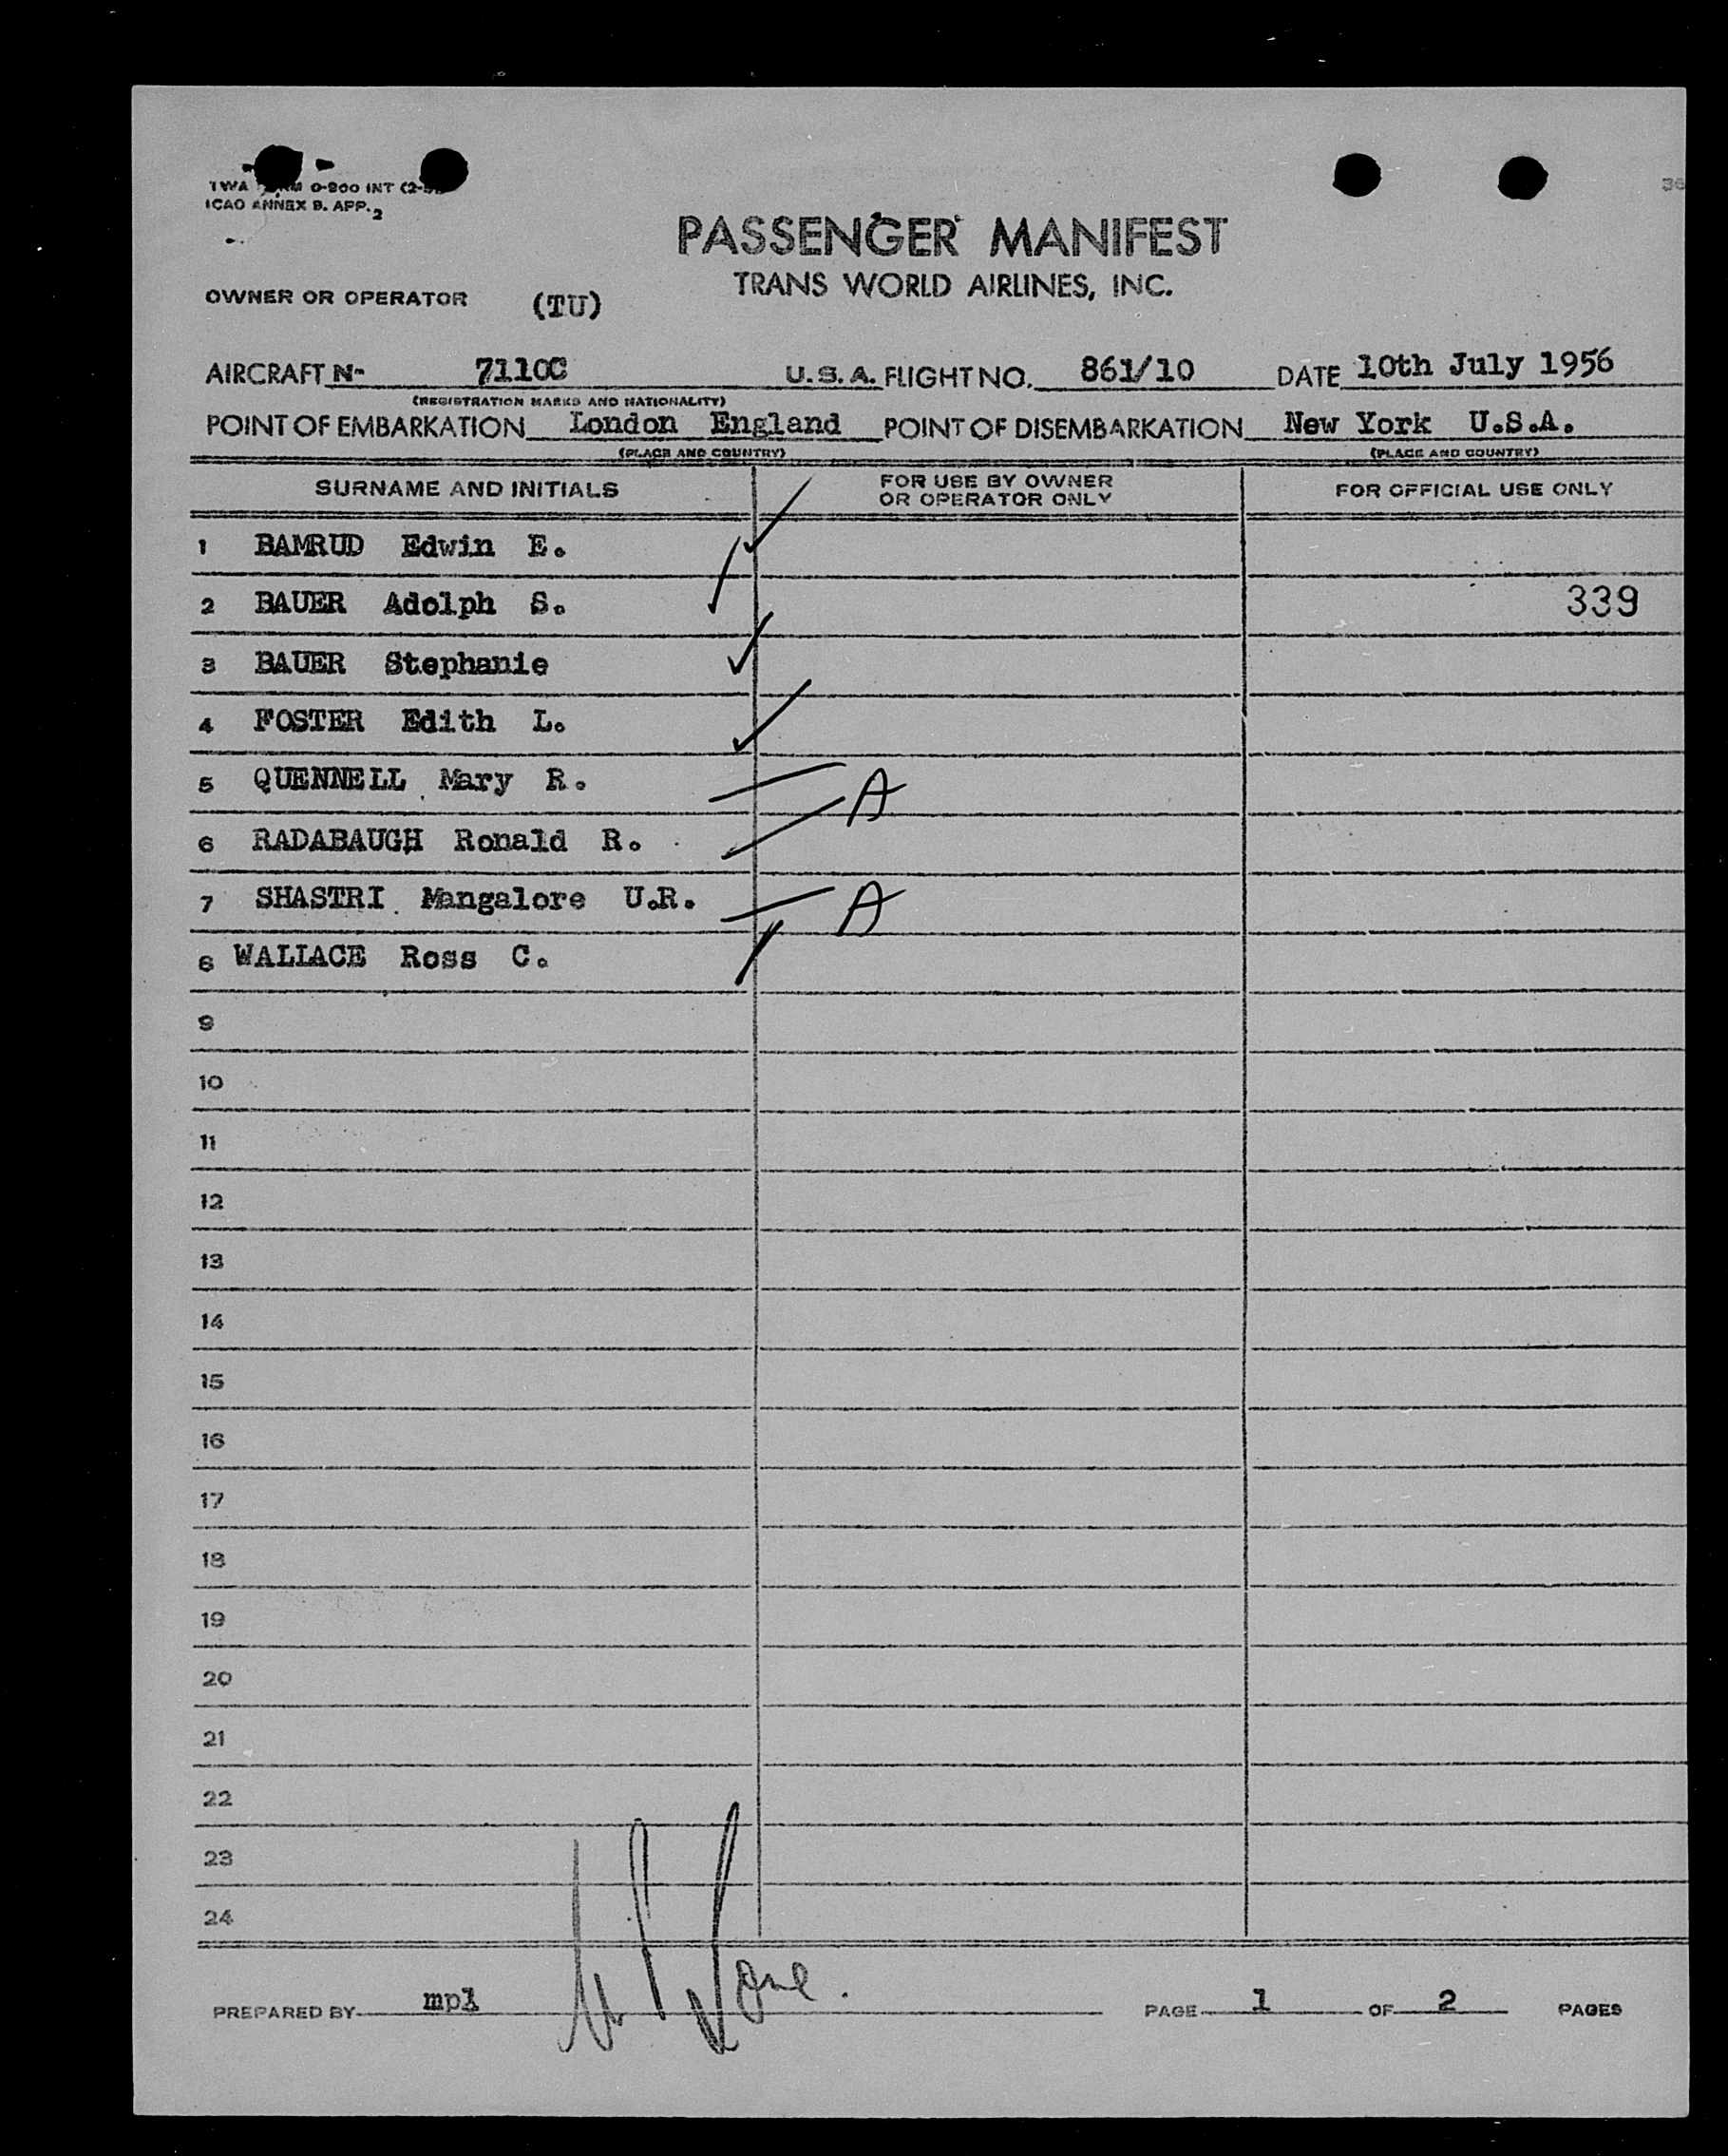 TWA FORM 0-800 INT
ICAO ANNEX 9. APP. 2
PASSENGER MANIFEST
TRANS WORLD AIRLINES, INC.
OWNER OR OPERATOR (TU)
AIRCRAFT N- 7110C U.S.A. FLIGHT NO. 861/10 DATE 10th July 1956
(REGISTRATION MARKS AND NATIONALITY)
POINT OF EMBARKATION London England POINT OF DISEMBARKATION New York U.S.A.
(PLACE AND COUNTRY) (PLACE AND COUNTRY)
SURNAME AND INITIALS FOR USE BY OWNER OR OPERATOR ONLY FOR OFFICIAL USE ONLY
1 BAMRUD Edwin E.
2 BAUER Adolph S. 339
3 BAUER Stephanie
4 FOSTER Edith L.
5 QUENNELL Mary R. A
6 RADABAUGH Ronald R.
7 SHASTRI Mangalore U.R. A
8 WALLACE Ross C.
9
10
11
12
13
14
15
16
17
18
19
20
21
22
23
24
PREPARED BY mpl PAGE 1 OF 2 PAGES